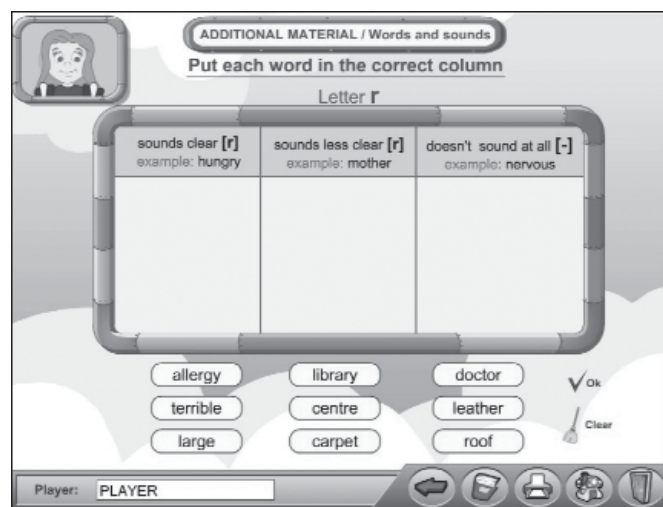 ADDITIONAL MATERIAL / Words and sounds
Put each word in the correct column
Letter r
sounds clear [r]
example: hungry
sounds less clear [r]
example: mother
doesn't sound at all [-]
example: nervous
allergy library doctor
Ok
terrible centre leather
Clear
large carpet roof
Player: PLAYER